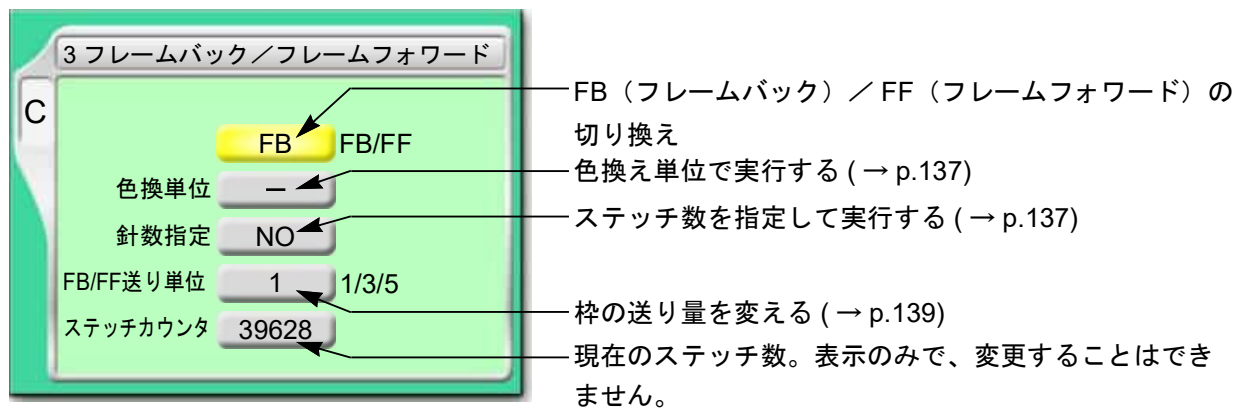 3 フレームバック／フレームフォワード
C
FB FB/FF
色換単位 －
針数指定 NO
FB/FF送り単位 1 1/3/5
ステッチカウンタ 39628
FB（フレームバック）／ FF（フレームフォワード）の
切り換え
色換え単位で実行する ( → p.137)
ステッチ数を指定して実行する ( → p.137)
枠の送り量を変える ( → p.139)
現在のステッチ数。表示のみで、変更することはでき
ません。